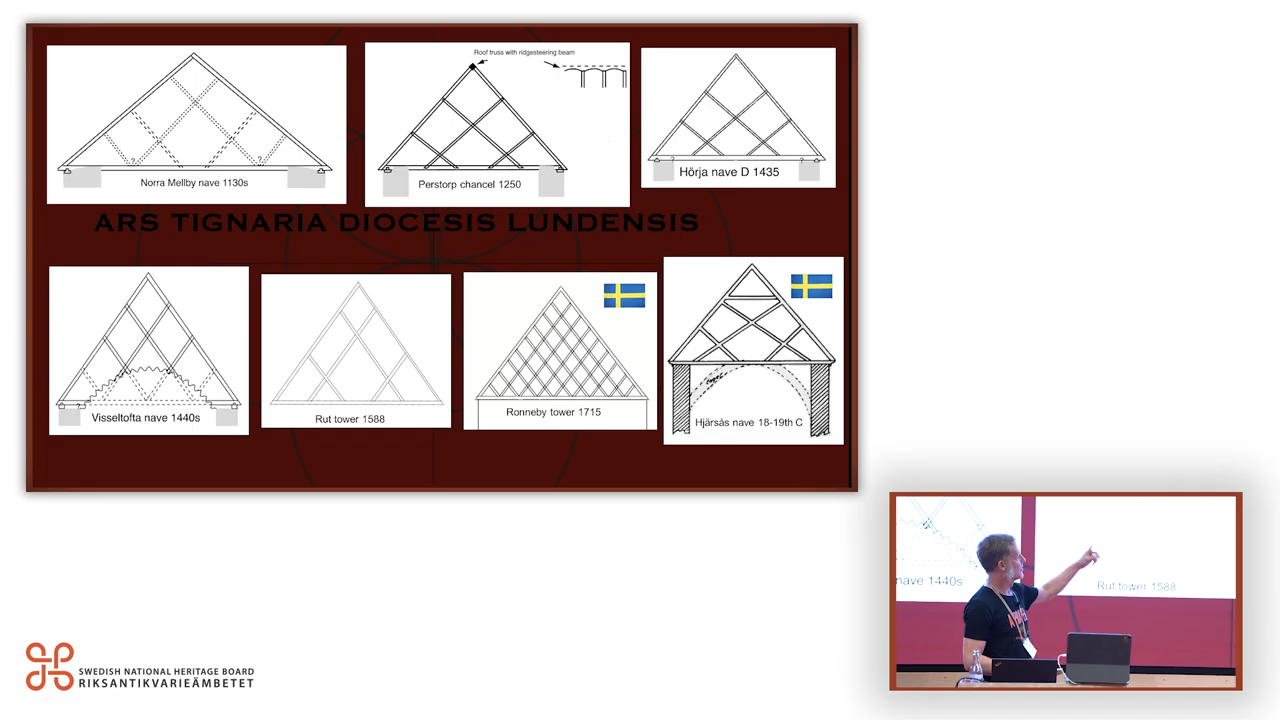 Roof truss with ridgesteering beam
Norra Mellby nave 1130s
Perstorp chancel 1250
Hörja nave D 1435
ARS TIGNARIA DIOCESIS LUNDENSIS
Visseltofta nave 1440s
Rut tower 1588
Ronneby tower 1715
Hjärsås nave 18-19th C
nave 1440s
Rut tower 1588
SWEDISH NATIONAL HERITAGE BOARD
RIKSANTIKVARIEÄMBETET